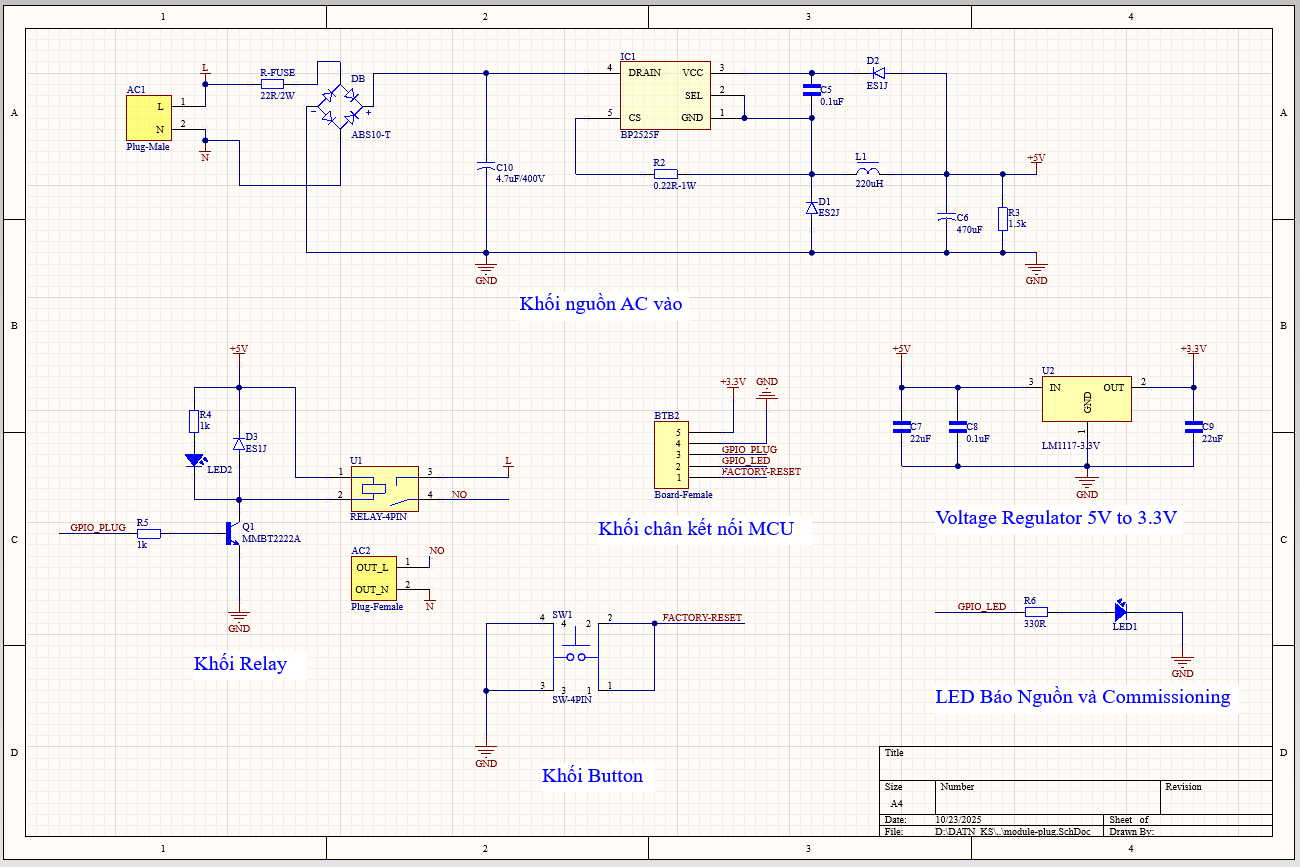 1 2 3 4
A A
B B
C C
D D
AC1
L
N
1
2
Plug-Male
L
N
R-FUSE
22R/2W
DB
-
+
ABS10-T
C10
4.7uF/400V
GND
IC1
4 DRAIN VCC 3
SEL 2
5 CS GND 1
BP2525F
R2
0.22R-1W
C5
0.1uF
D2
ES1J
L1
220uH
D1
ES2J
C6
470uF
R3
1.5k
+5V
GND
Khối nguồn AC vào
+5V
R4
1k
LED2
D3
ES1J
GPIO_PLUG
R5
1k
Q1
MMBT2222A
GND
U1
1 3
2 4
RELAY-4PIN
L
NO
AC2
OUT_L 1
OUT_N 2
Plug-Female
NO
N
Khối Relay
+3.3V GND
BTB2
5
4
3 GPIO_PLUG
2 GPIO_LED
1 FACTORY-RESET
Board-Female
Khối chân kết nối MCU
SW1
4 4 2 2
3 3 1 1
SW-4PIN
FACTORY-RESET
GND
Khối Button
+5V
+3.3V
U2
3 IN OUT 2
GND
1
LM1117-3.3V
C7
22uF
C8
0.1uF
C9
22uF
GND
Voltage Regulator 5V to 3.3V
GPIO_LED
R6
330R
LED1
GND
LED Báo Nguồn và Commissioning
Title
Size Number Revision
A4
Date: 10/23/2025 Sheet of
File: D:\DATN_KS\..\module-plug.SchDoc Drawn By:
1 2 3 4